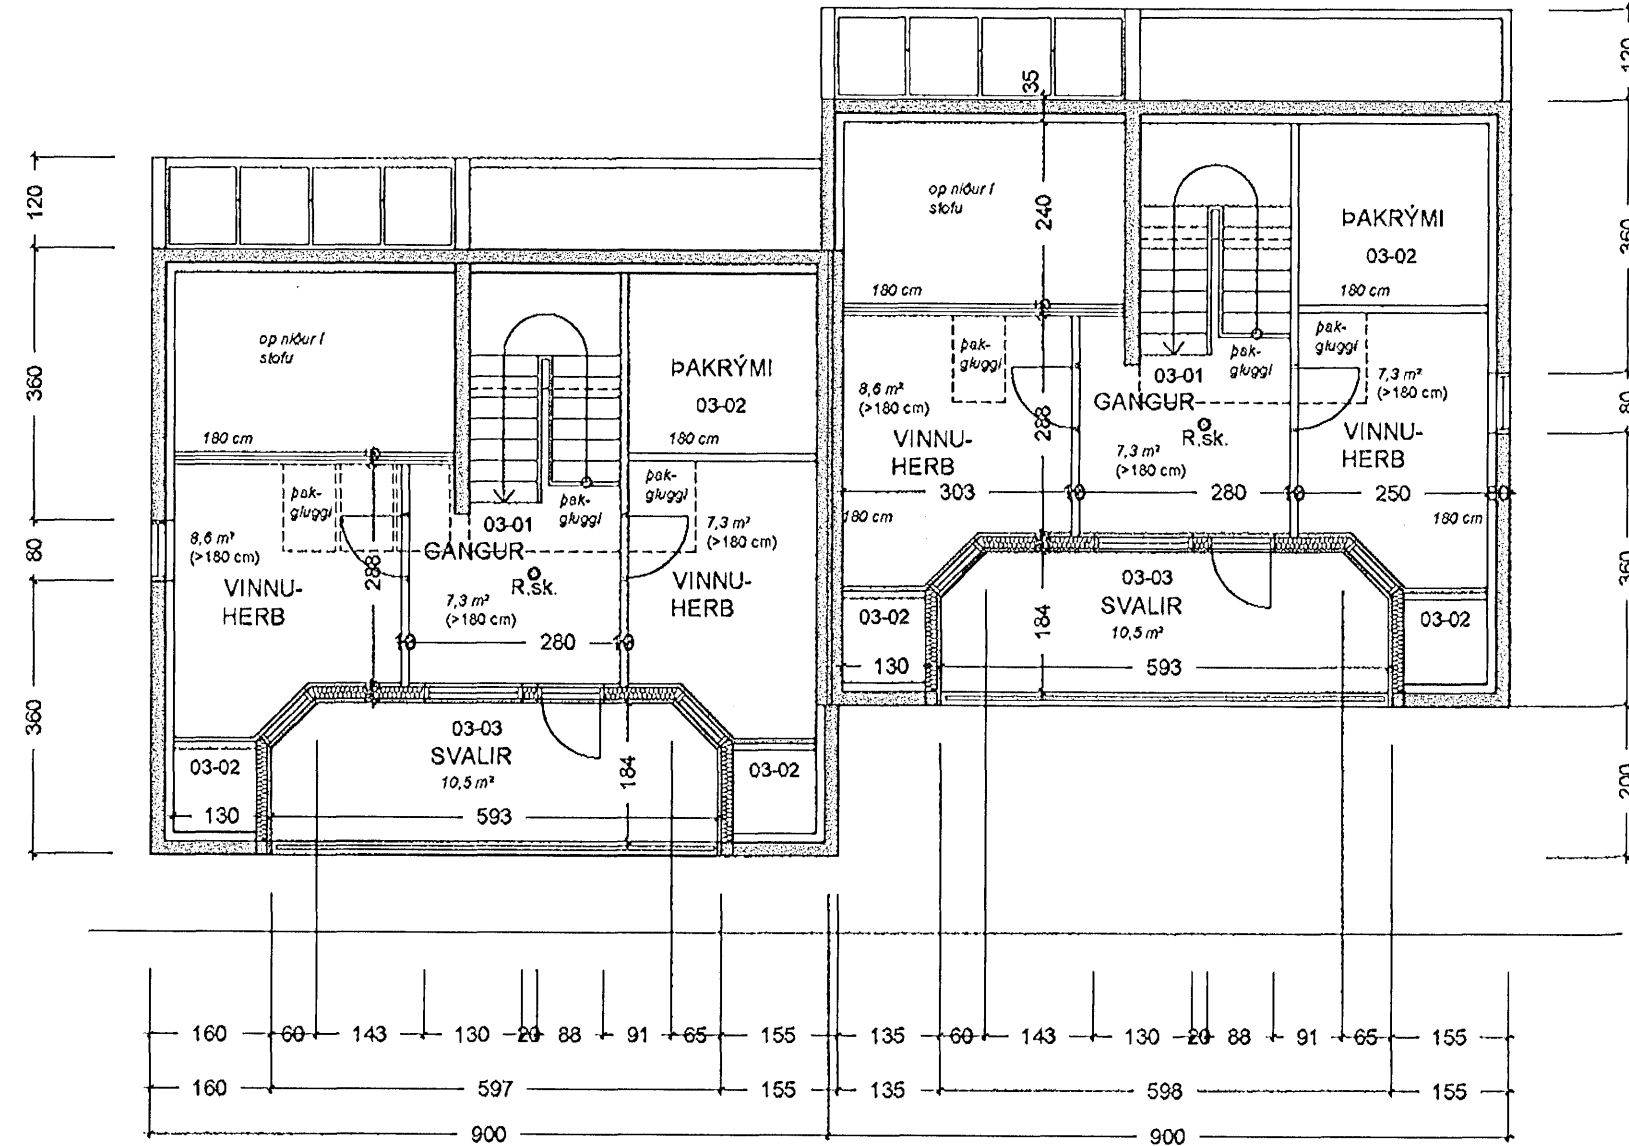 120
35
op niður í
stofu
240
ÞAKRÝMI
03-02
360
180 cm
10
180 cm
þak-
gluggi
þak-
gluggi
þak-
gluggi
03-01
8,6 m²
(>180 cm)
GANGUR
288
R.sk.
7,3 m²
(>180 cm)
7,3 m²
(>180 cm)
80
VINNU-
HERB
VINNU-
HERB
303
10
280
10
250
180 cm
180 cm
360
03-03
SVALIR
10,5 m²
184
03-02
03-02
130
593
200
120
op niður í
stofu
ÞAKRÝMI
03-02
360
180 cm
180 cm
þak-
gluggi
þak-
gluggi
þak-
gluggi
03-01
8,6 m²
(>180 cm)
GANGUR
7,3 m²
(>180 cm)
80
288
R.sk.
VINNU-
HERB
7,3 m²
(>180 cm)
VINNU-
HERB
10
280
10
360
03-03
SVALIR
10,5 m²
184
03-02
03-02
130
593
160 60 143 130 20 88 91 65 155 135 60 143 130 20 88 91 65 155
160 597 155 135 598 155
900 900